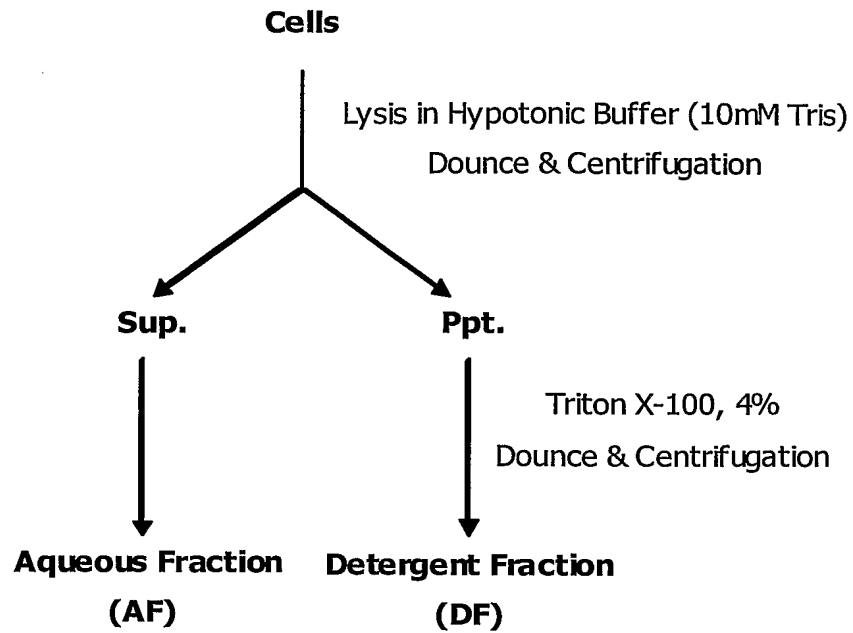 Cells
Lysis in Hypotonic Buffer (10mM Tris)
Dounce & Centrifugation
Sup.
Ppt.
Triton X-100, 4%
Dounce & Centrifugation
Aqueous Fraction
(AF)
Detergent Fraction
(DF)